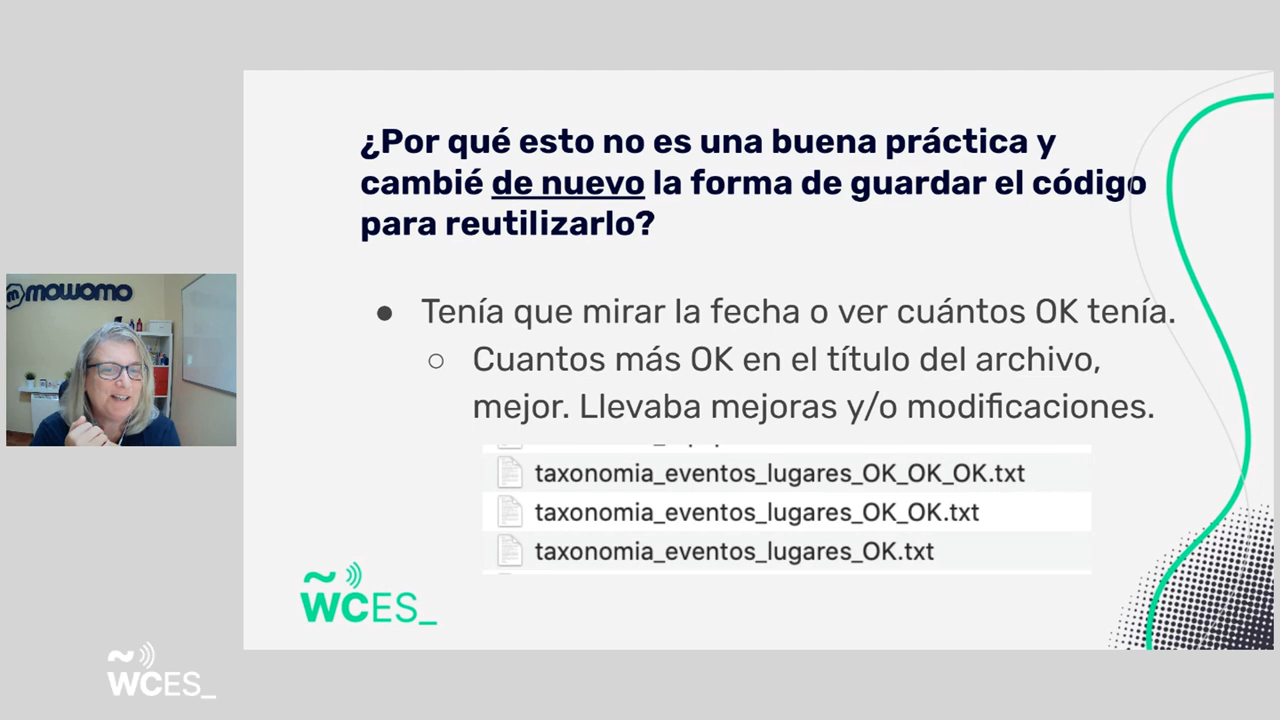 ¿Por qué esto no es una buena práctica y
cambié de nuevo la forma de guardar el código
para reutilizarlo?
● Tenía que mirar la fecha o ver cuántos OK tenía.
○ Cuantos más OK en el título del archivo,
mejor. Llevaba mejoras y/o modificaciones.
taxonomia_eventos_lugares_OK_OK_OK.txt
taxonomia_eventos_lugares_OK_OK.txt
taxonomia_eventos_lugares_OK.txt
mowomo
~
WCES_
~
WCES_